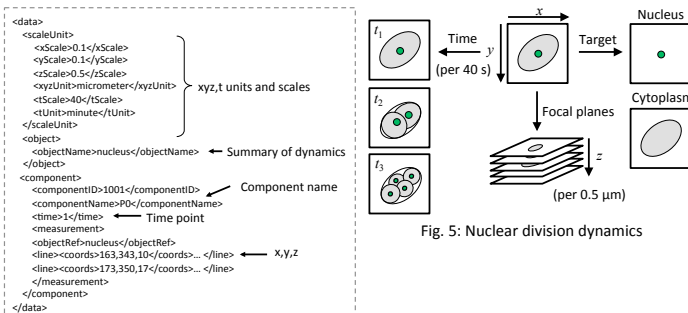 <data>
<scaleUnit>
<xScale>0.1</xScale>
<yScale>0.1</yScale>
<zScale>0.5</xScale>
<xyzUnit>micrometer</xyzUnit>
<tScale>40</tScale>
<tUnit>minute</tUnit>
</scaleUnit>
xyz,t units and scales
<object>
<objectName>nucleus</objectName>
Summary of dynamics
</object>
<component>
<componentID>1001</componentID>
<componentName>P0</componentName>
Component name
<time>1</time>
Time point
<measurement>
<objectRef>nucleus</objectRef>
<line><coords>163,343,10</coords>... </line>
x,y,z
<line><coords>173,350,17</coords>... </line>
</measurement>
</component>
</data>
t1
t2
t3
Time
(per 40 s)
x
y
Target
Nucleus
Cytoplasm
Focal planes
z
(per 0.5 μm)
Fig. 5: Nuclear division dynamics